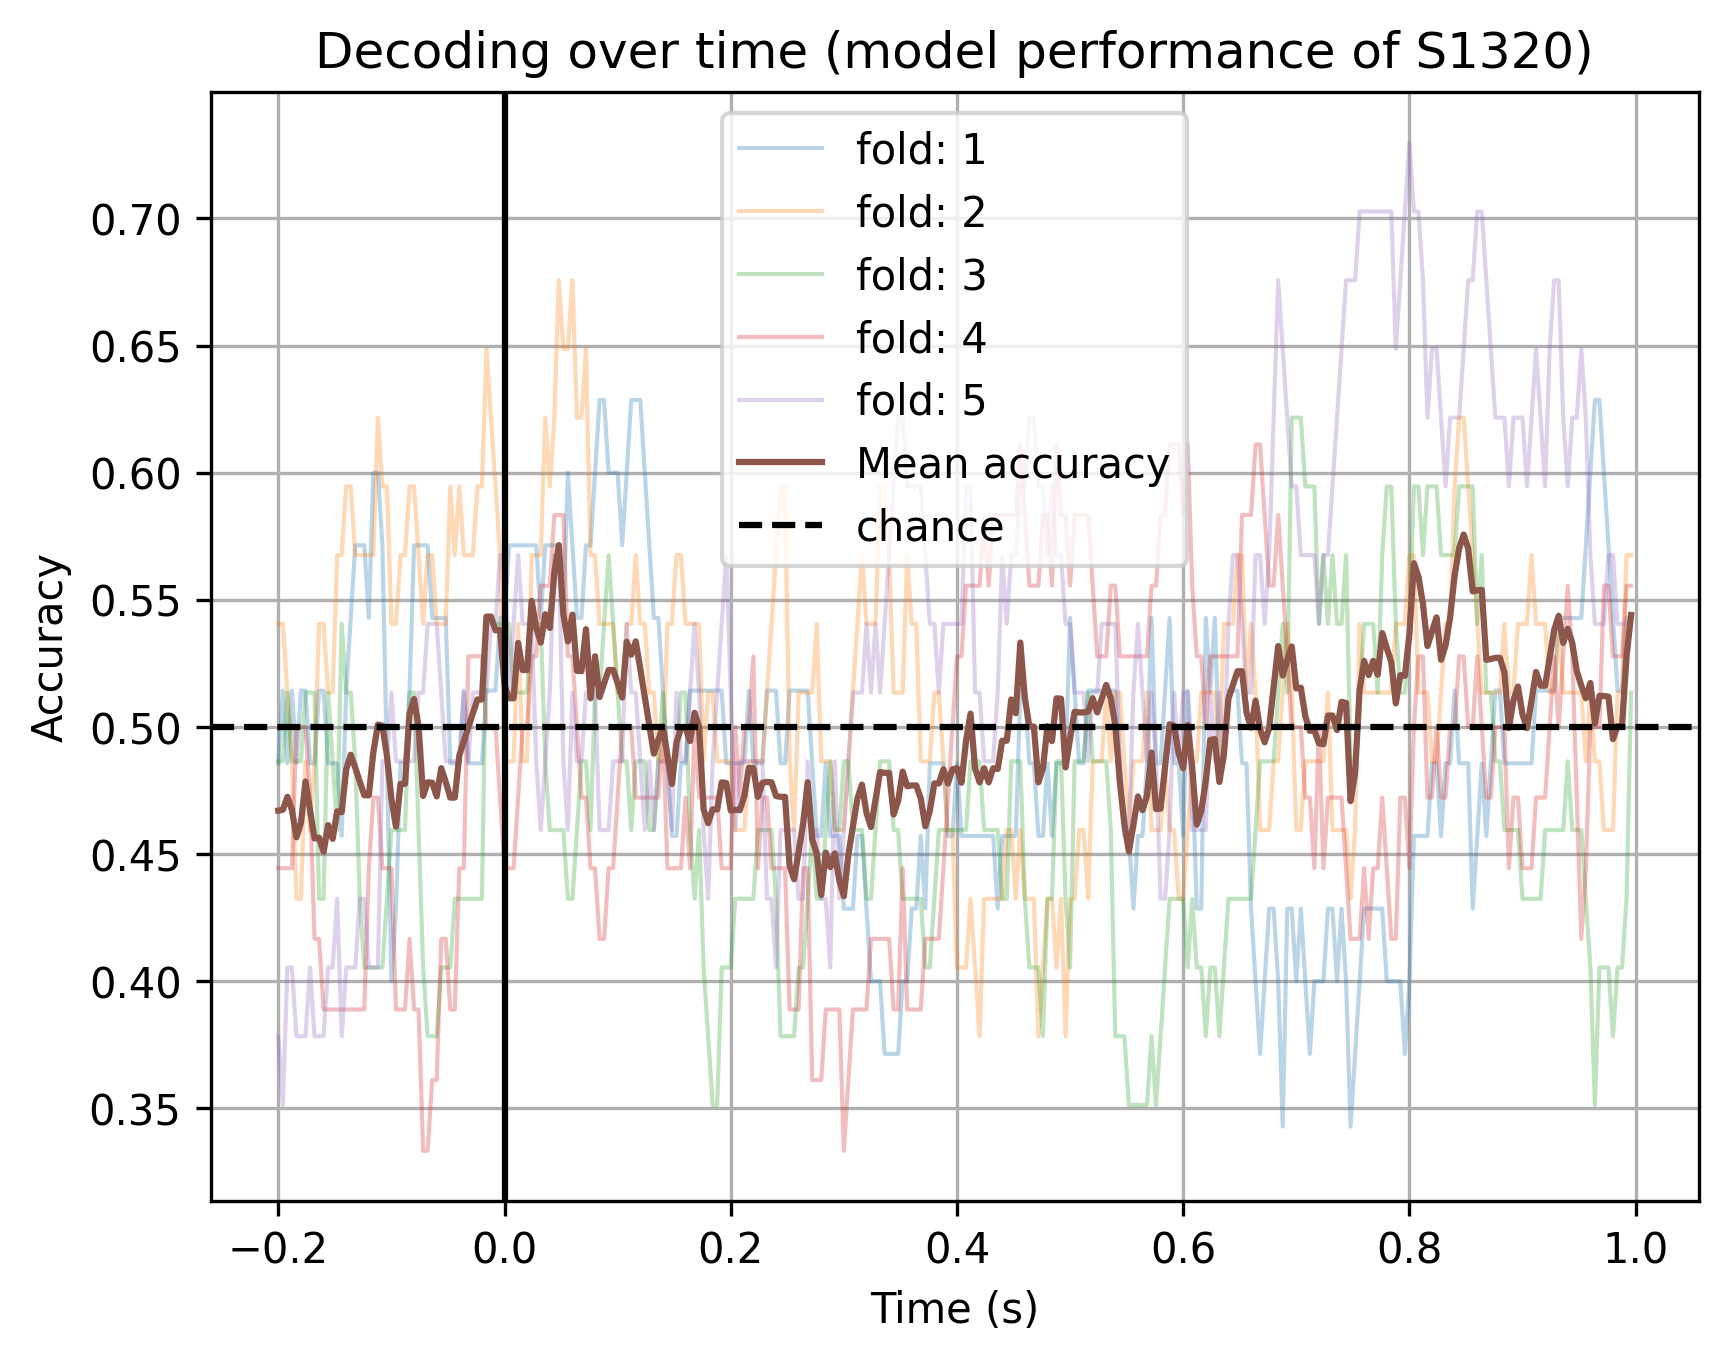 Decoding over time (model performance of S1320)
fold: 1
fold: 2
fold: 3
fold: 4
fold: 5
Mean accuracy
chance
Accuracy
0.70
0.65
0.60
0.55
0.50
0.45
0.40
0.35
−0.2 0.0 0.2 0.4 0.6 0.8 1.0
Time (s)